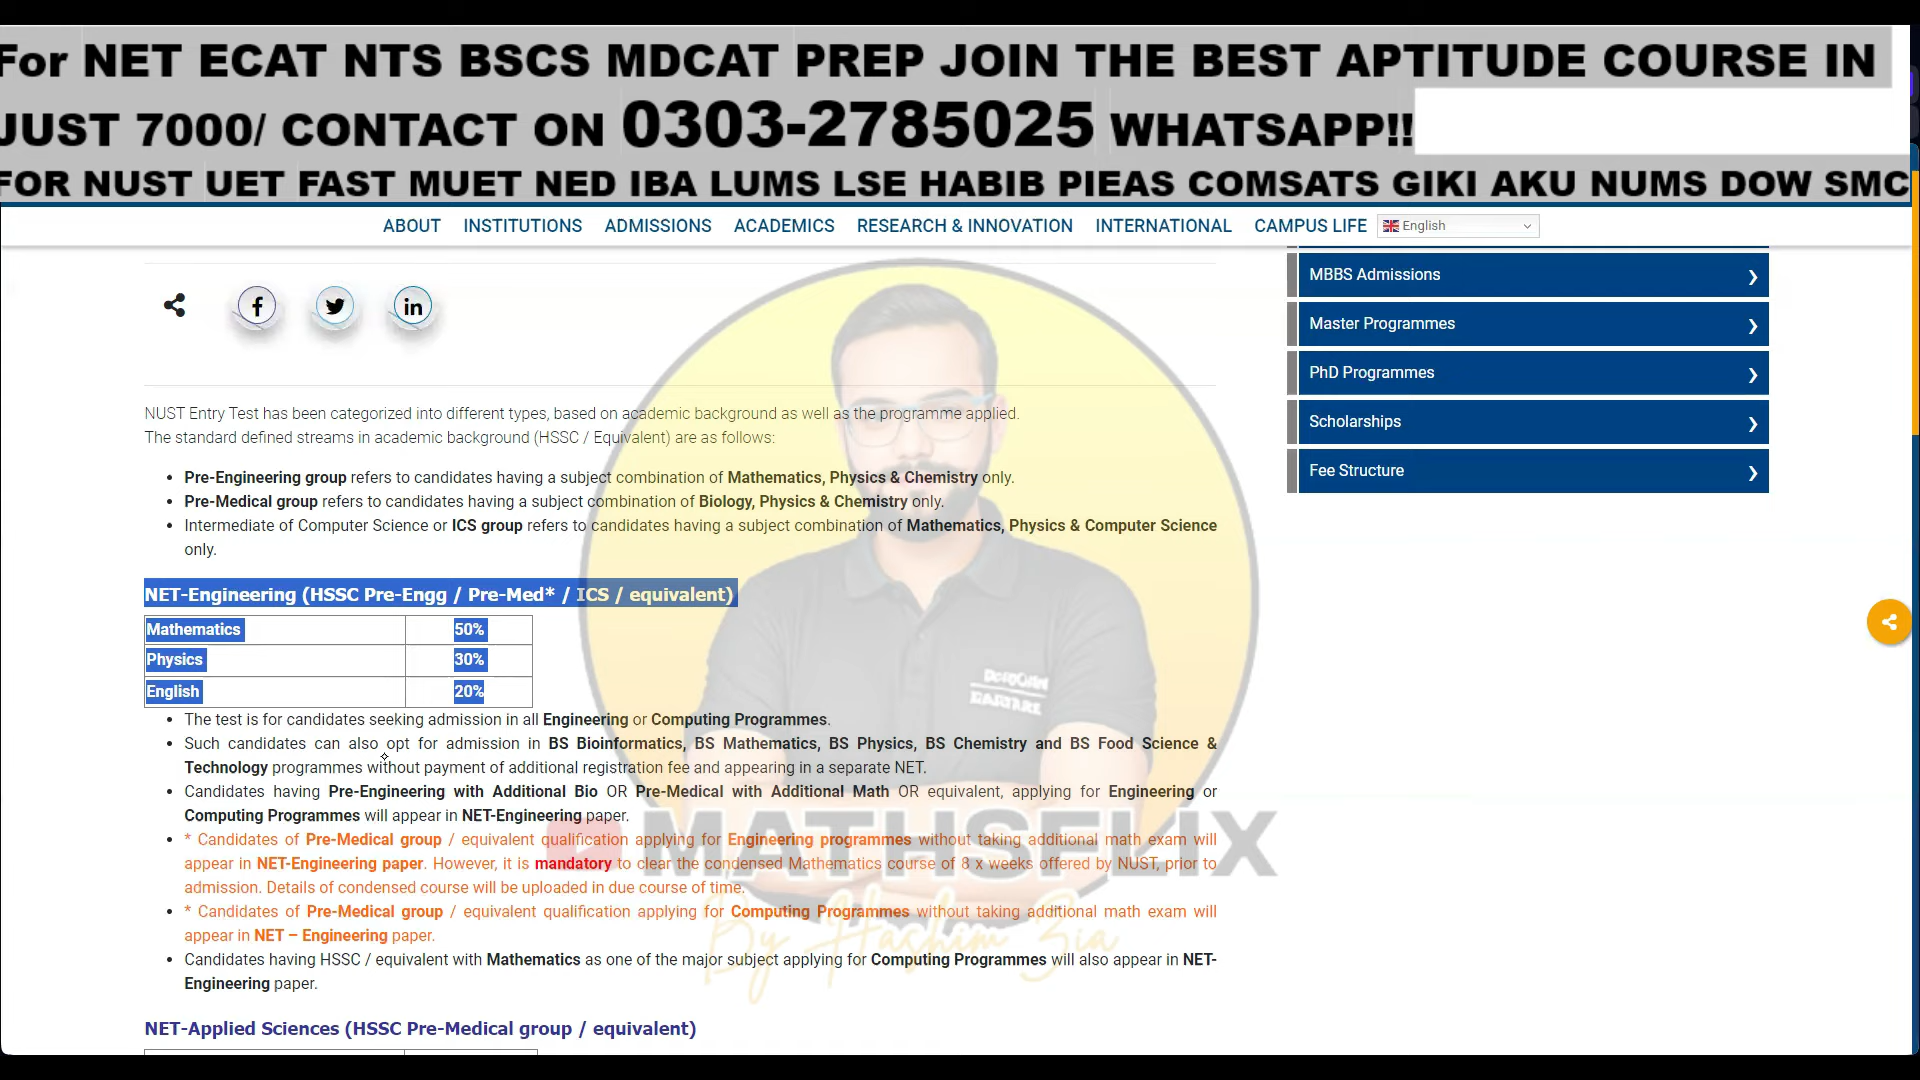 For NET ECAT NTS BSCS MDCAT PREP JOIN THE BEST APTITUDE COURSE IN
JUST 7000/ CONTACT ON 0303-2785025 WHATSAPP!!
FOR NUST UET FAST MUET NED IBA LUMS LSE HABIB PIEAS COMSATS GIKI AKU NUMS DOW SMC
ABOUT INSTITUTIONS ADMISSIONS ACADEMICS RESEARCH & INNOVATION INTERNATIONAL CAMPUS LIFE English
MBBS Admissions
Master Programmes
PhD Programmes
Scholarships
Fee Structure
NUST Entry Test has been categorized into different types, based on academic background as well as the programme applied.
The standard defined streams in academic background (HSSC / Equivalent) are as follows:
• Pre-Engineering group refers to candidates having a subject combination of Mathematics, Physics & Chemistry only.
• Pre-Medical group refers to candidates having a subject combination of Biology, Physics & Chemistry only.
• Intermediate of Computer Science or ICS group refers to candidates having a subject combination of Mathematics, Physics & Computer Science
only.
NET-Engineering (HSSC Pre-Engg / Pre-Med* / ICS / equivalent)
Mathematics 50%
Physics 30%
English 20%
• The test is for candidates seeking admission in all Engineering or Computing Programmes.
• Such candidates can also opt for admission in BS Bioinformatics, BS Mathematics, BS Physics, BS Chemistry and BS Food Science &
Technology programmes without payment of additional registration fee and appearing in a separate NET.
• Candidates having Pre-Engineering with Additional Bio OR Pre-Medical with Additional Math OR equivalent, applying for Engineering or
Computing Programmes will appear in NET-Engineering paper.
• * Candidates of Pre-Medical group / equivalent qualification applying for Engineering programmes without taking additional math exam will
appear in NET-Engineering paper. However, it is mandatory to clear the condensed Mathematics course of 8 x weeks offered by NUST, prior to
admission. Details of condensed course will be uploaded in due course of time.
• * Candidates of Pre-Medical group / equivalent qualification applying for Computing Programmes without taking additional math exam will
appear in NET – Engineering paper.
• Candidates having HSSC / equivalent with Mathematics as one of the major subject applying for Computing Programmes will also appear in NET-
Engineering paper.
NET-Applied Sciences (HSSC Pre-Medical group / equivalent)
MATHSFLIX
By Hashim Zia